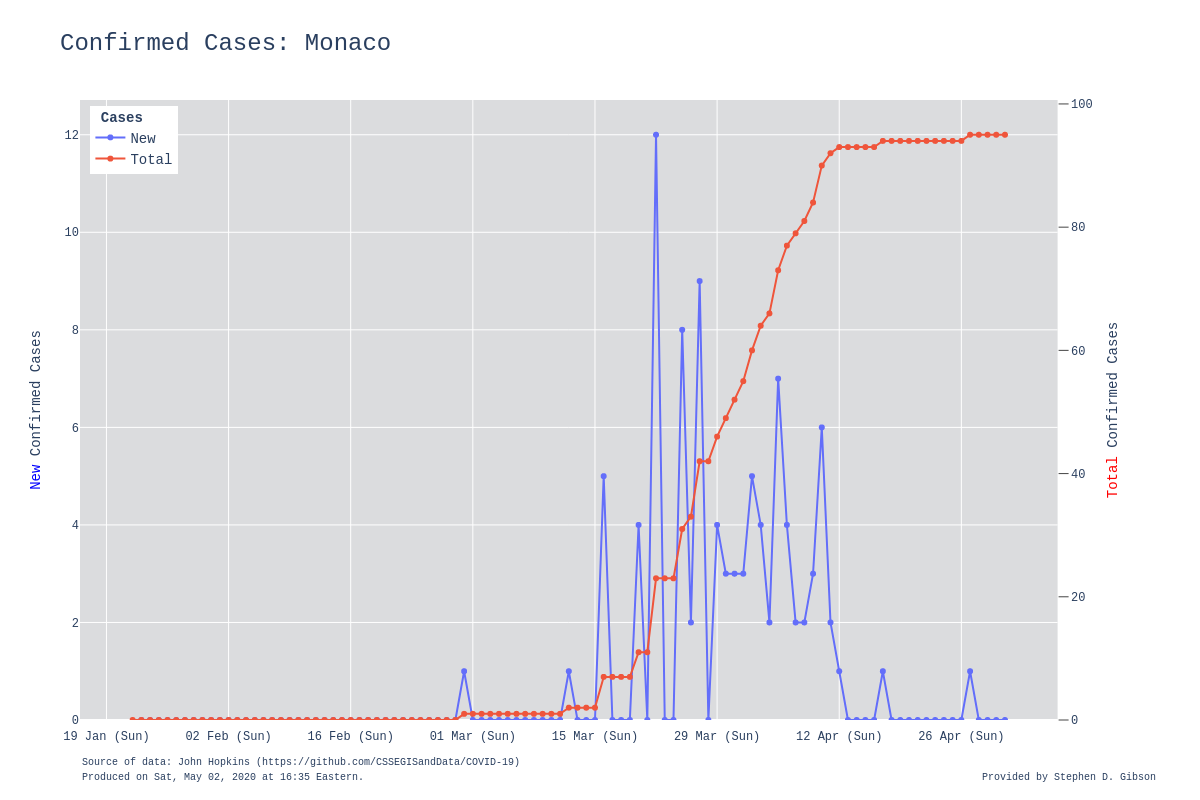 Confirmed Cases: Monaco
Cases
New
Total
12
10
8
6
4
2
0
New Confirmed Cases
100
80
60
40
20
0
Total Confirmed Cases
19 Jan (Sun)
02 Feb (Sun)
16 Feb (Sun)
01 Mar (Sun)
15 Mar (Sun)
29 Mar (Sun)
12 Apr (Sun)
26 Apr (Sun)
Source of data: John Hopkins (https://github.com/CSSEGISandData/COVID-19)
Produced on Sat, May 02, 2020 at 16:35 Eastern.
Provided by Stephen D. Gibson